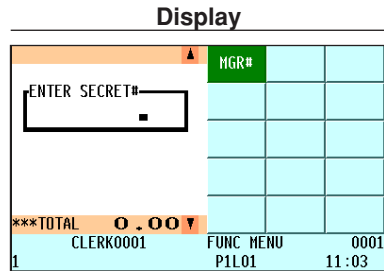 Display
MGR#
ENTER SECRET#
***TOTAL 0.00
CLERK0001 FUNC MENU 0001
1 P1L01 11:03